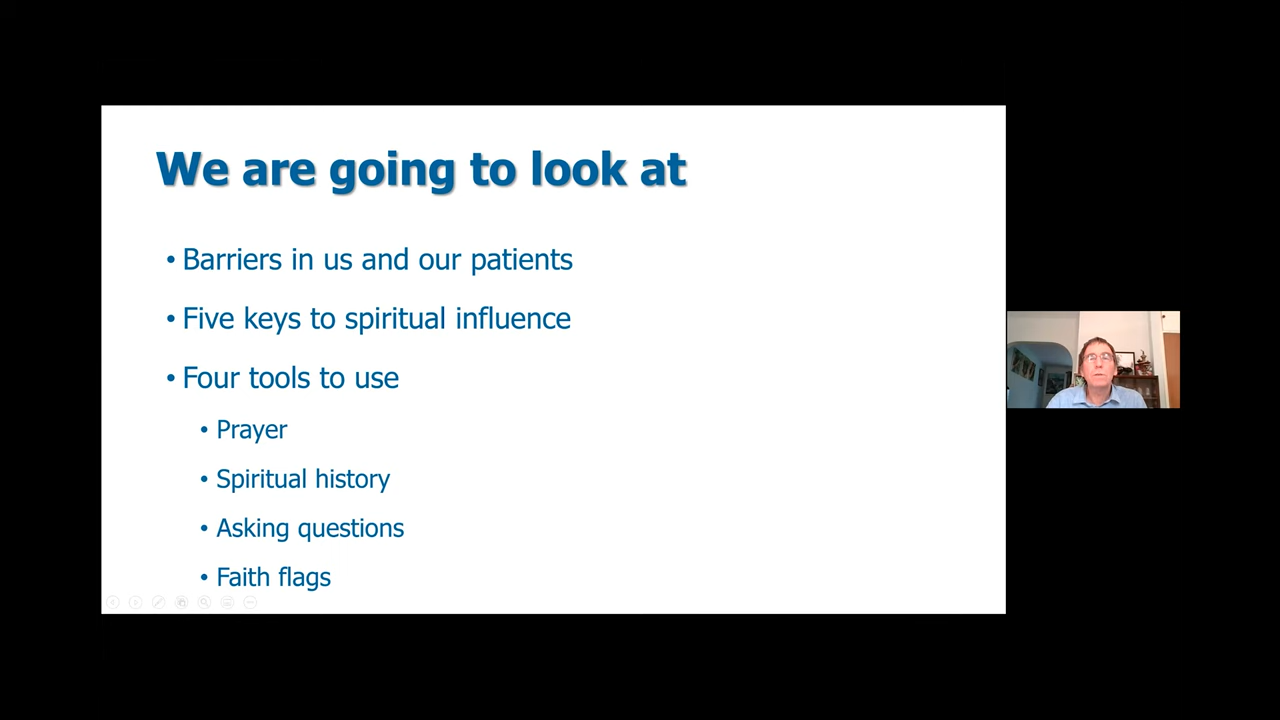 We are going to look at
• Barriers in us and our patients
• Five keys to spiritual influence
• Four tools to use
• Prayer
• Spiritual history
• Asking questions
• Faith flags